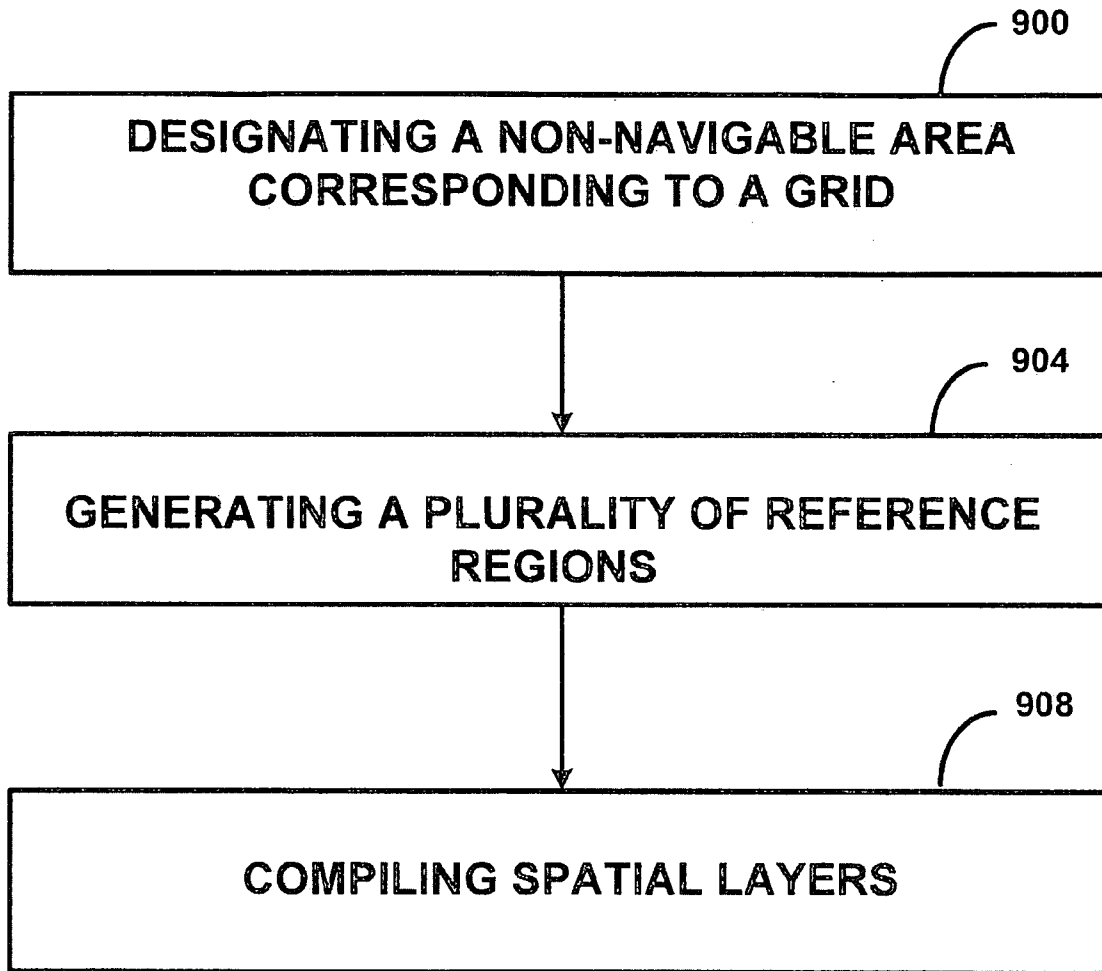 900
DESIGNATING A NON-NAVIGABLE AREA
CORRESPONDING TO A GRID
904
GENERATING A PLURALITY OF REFERENCE
REGIONS
908
COMPILING SPATIAL LAYERS